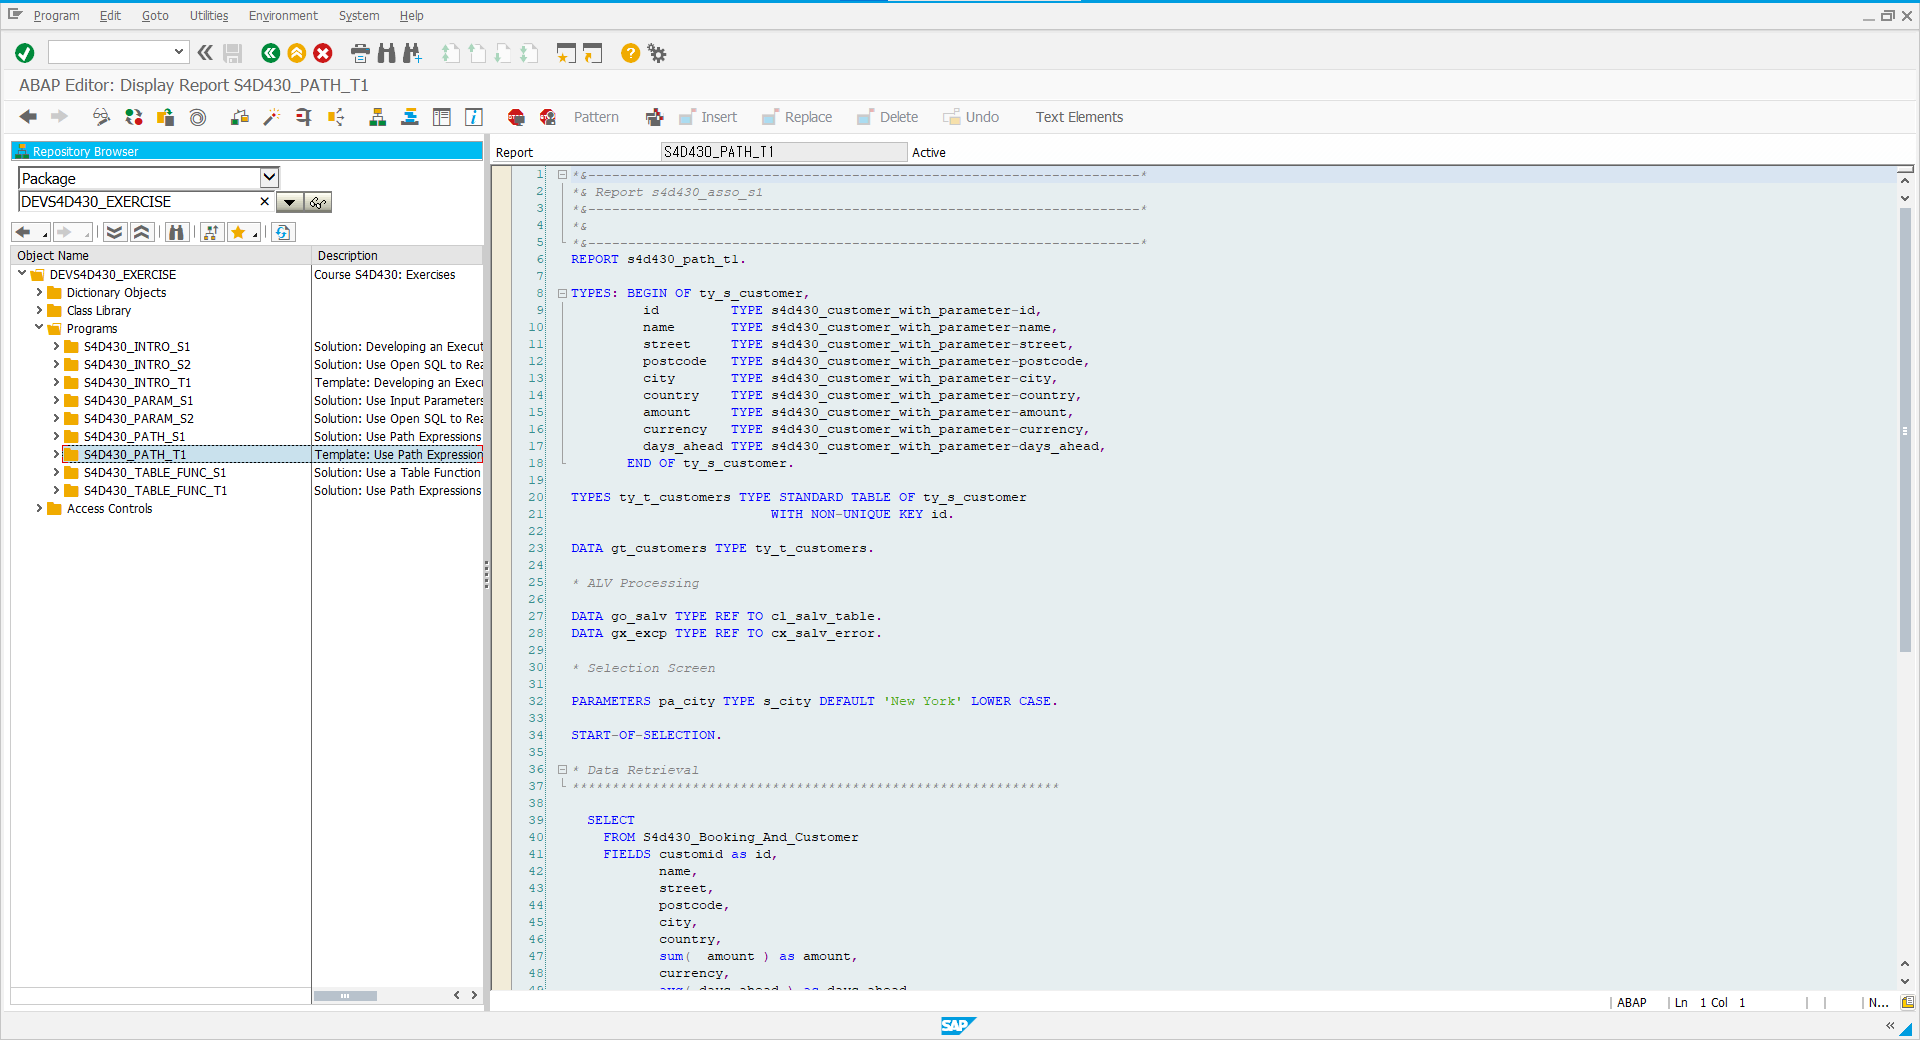 Program Edit Goto Utilities Environment System Help
ABAP Editor: Display Report S4D430_PATH_T1
Pattern Insert Replace Delete Undo Text Elements
Repository Browser
Package
DEVS4D430_EXERCISE
Object Name Description
DEVS4D430_EXERCISE Course S4D430: Exercises
Dictionary Objects
Class Library
Programs
S4D430_INTRO_S1 Solution: Developing an Execut
S4D430_INTRO_S2 Solution: Use Open SQL to Rea
S4D430_INTRO_T1 Template: Developing an Exec
S4D430_PARAM_S1 Solution: Use Input Parameters
S4D430_PARAM_S2 Solution: Use Open SQL to Rea
S4D430_PATH_S1 Solution: Use Path Expressions
S4D430_PATH_T1 Template: Use Path Expression
S4D430_TABLE_FUNC_S1 Solution: Use a Table Function
S4D430_TABLE_FUNC_T1 Solution: Use Path Expressions
Access Controls
Report S4D430_PATH_T1 Active
1 *&---------------------------------------------------------------------*
2 *& Report s4d430_asso_s1
3 *&---------------------------------------------------------------------*
4 *&
5 *&---------------------------------------------------------------------*
6 REPORT s4d430_path_t1.
7
8 TYPES: BEGIN OF ty_s_customer,
9 id TYPE s4d430_customer_with_parameter-id,
10 name TYPE s4d430_customer_with_parameter-name,
11 street TYPE s4d430_customer_with_parameter-street,
12 postcode TYPE s4d430_customer_with_parameter-postcode,
13 city TYPE s4d430_customer_with_parameter-city,
14 country TYPE s4d430_customer_with_parameter-country,
15 amount TYPE s4d430_customer_with_parameter-amount,
16 currency TYPE s4d430_customer_with_parameter-currency,
17 days_ahead TYPE s4d430_customer_with_parameter-days_ahead,
18 END OF ty_s_customer.
19
20 TYPES ty_t_customers TYPE STANDARD TABLE OF ty_s_customer
21 WITH NON-UNIQUE KEY id.
22
23 DATA gt_customers TYPE ty_t_customers.
24
25 * ALV Processing
26
27 DATA go_salv TYPE REF TO cl_salv_table.
28 DATA gx_excp TYPE REF TO cx_salv_error.
29
30 * Selection Screen
31
32 PARAMETERS pa_city TYPE s_city DEFAULT 'New York' LOWER CASE.
33
34 START-OF-SELECTION.
35
36 * Data Retrieval
37 *************************************************************
38
39 SELECT
40 FROM S4d430_Booking_And_Customer
41 FIELDS customid as id,
42 name,
43 street,
44 postcode,
45 city,
46 country,
47 sum( amount ) as amount,
48 currency,
49 avg( days_ahead ) as days_ahead
ABAP Ln 1 Col 1 N...
SAP